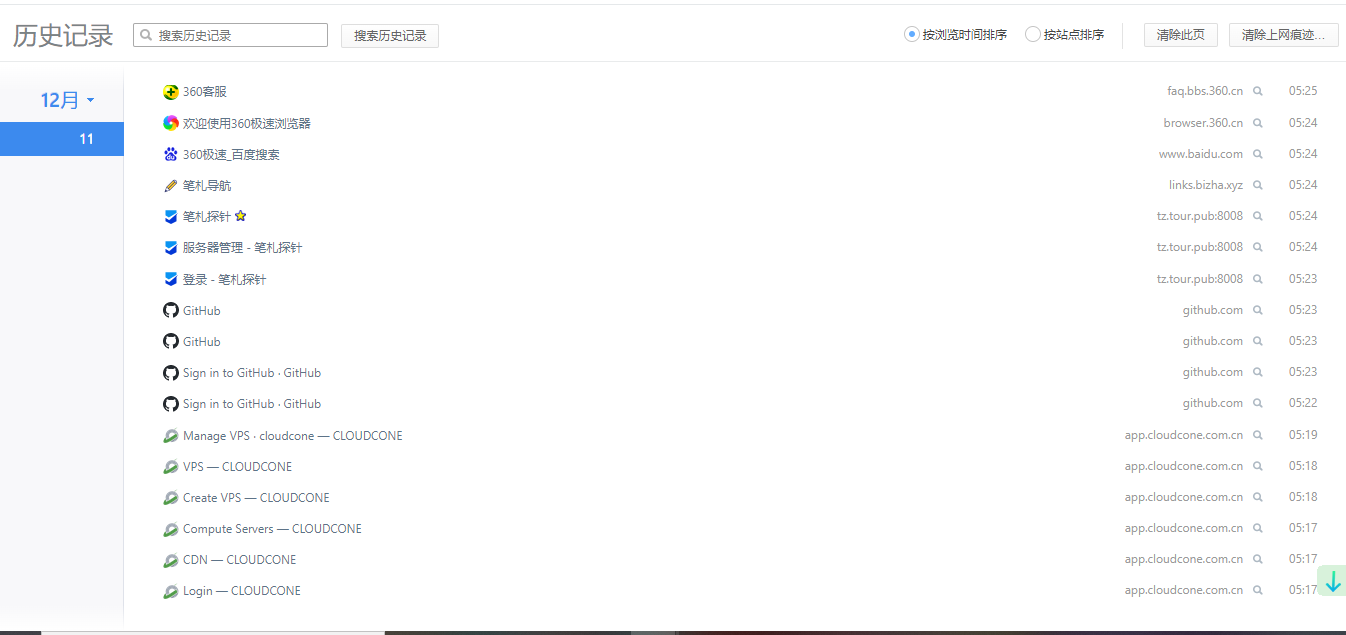 历史记录 搜索历史记录 搜索历史记录 按浏览时间排序 按站点排序 清除此页 清除上网痕迹...
12月
11
360客服 faq.bbs.360.cn 05:25
欢迎使用360极速浏览器 browser.360.cn 05:24
360极速_百度搜索 www.baidu.com 05:24
笔札导航 links.bizha.xyz 05:24
笔札探针 tz.tour.pub:8008 05:24
服务器管理 - 笔札探针 tz.tour.pub:8008 05:24
登录 - 笔札探针 tz.tour.pub:8008 05:23
GitHub github.com 05:23
GitHub github.com 05:23
Sign in to GitHub · GitHub github.com 05:23
Sign in to GitHub · GitHub github.com 05:22
Manage VPS · cloudcone — CLOUDCONE app.cloudcone.com.cn 05:19
VPS — CLOUDCONE app.cloudcone.com.cn 05:18
Create VPS — CLOUDCONE app.cloudcone.com.cn 05:18
Compute Servers — CLOUDCONE app.cloudcone.com.cn 05:17
CDN — CLOUDCONE app.cloudcone.com.cn 05:17
Login — CLOUDCONE app.cloudcone.com.cn 05:17